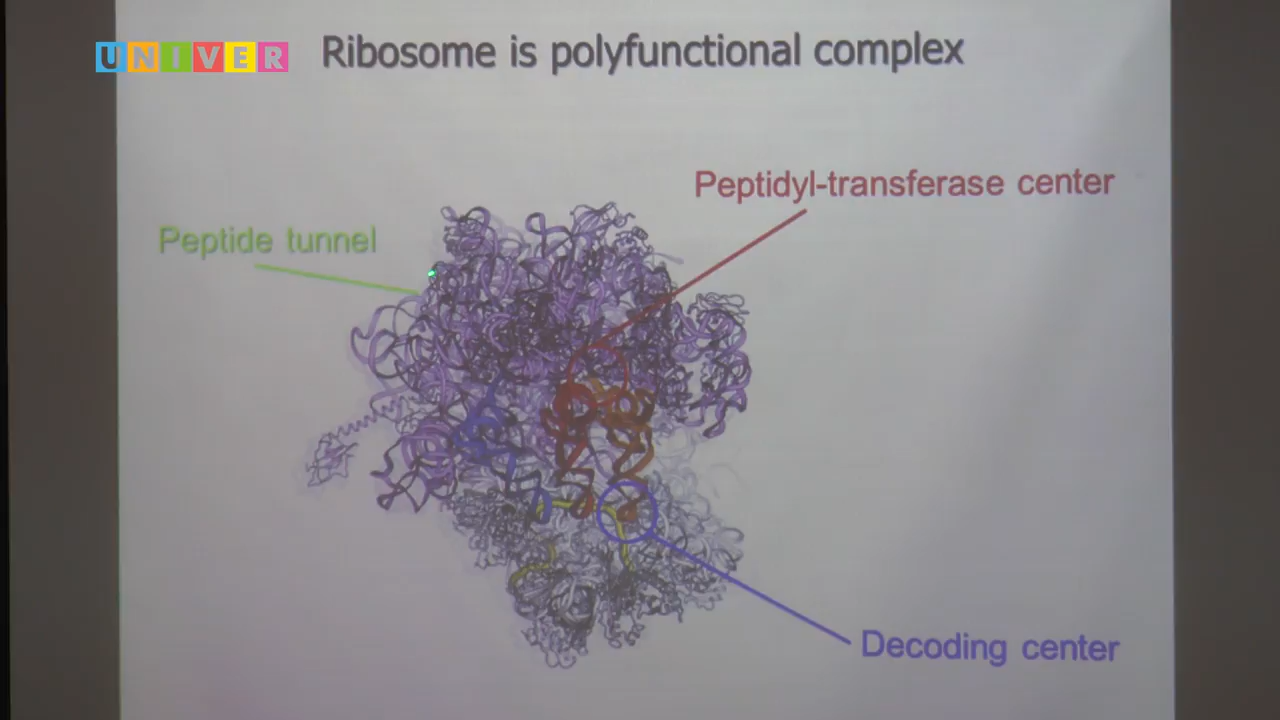 UNIVER
Ribosome is polyfunctional complex
Peptidyl-transferase center
Peptide tunnel
Decoding center